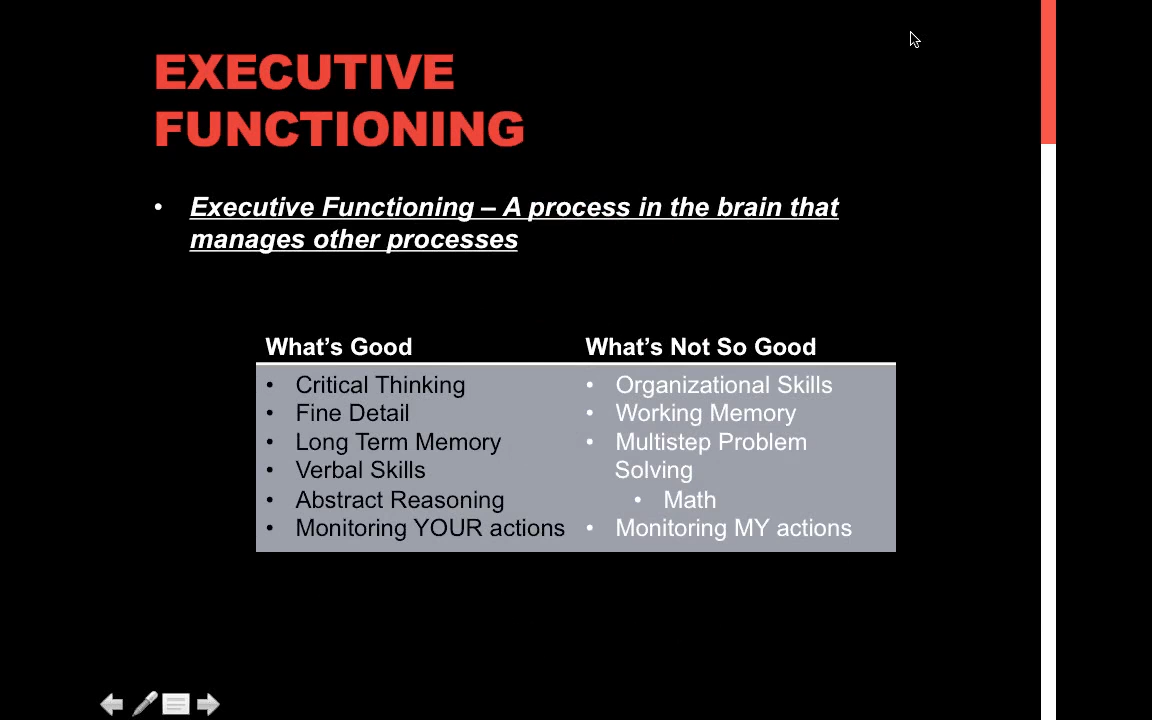 EXECUTIVE
FUNCTIONING
• Executive Functioning – A process in the brain that
manages other processes
What’s Good
• Critical Thinking
• Fine Detail
• Long Term Memory
• Verbal Skills
• Abstract Reasoning
• Monitoring YOUR actions
What’s Not So Good
• Organizational Skills
• Working Memory
• Multistep Problem
Solving
• Math
• Monitoring MY actions